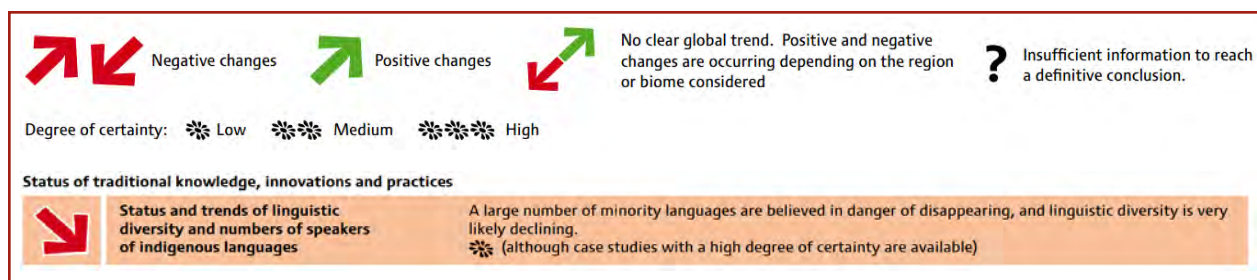 Negative changes
Positive changes
No clear global trend. Positive and negative
changes are occurring depending on the region
or biome considered
?
Insufficient information to reach
a definitive conclusion.
Degree of certainty: Low Medium High
Status of traditional knowledge, innovations and practices
Status and trends of linguistic
diversity and numbers of speakers
of indigenous languages
A large number of minority languages are believed in danger of disappearing, and linguistic diversity is very
likely declining.
(although case studies with a high degree of certainty are available)